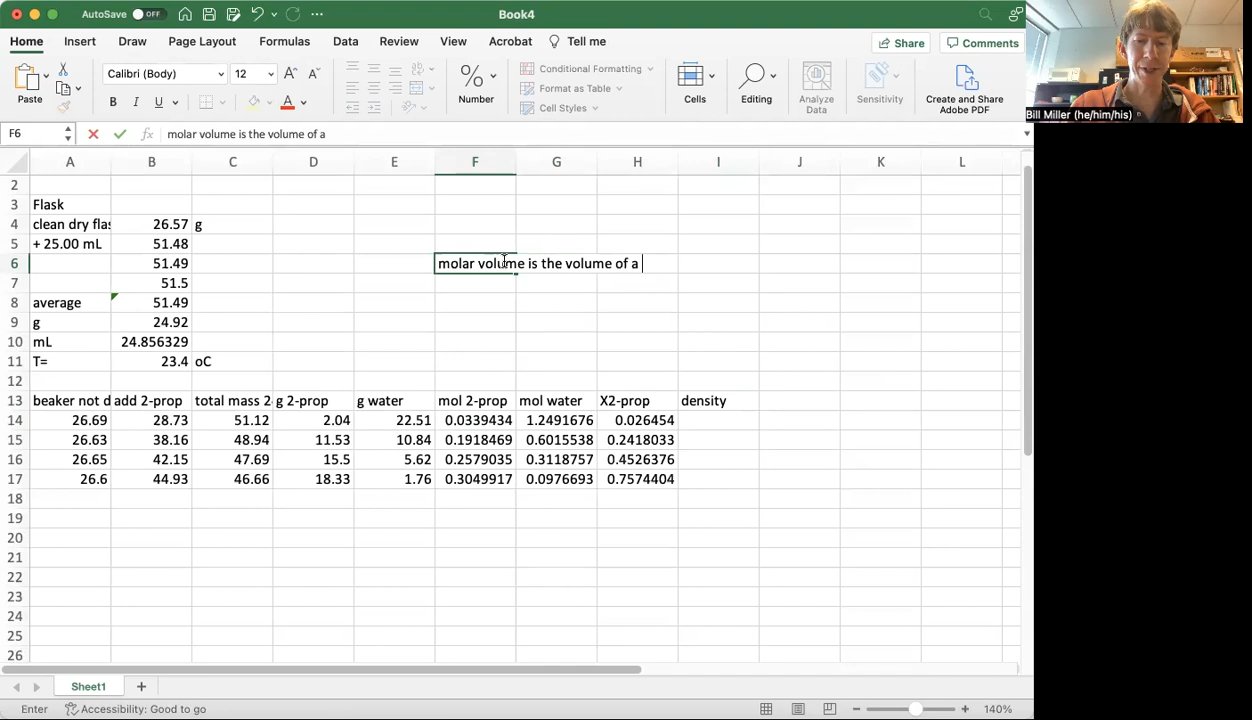 AutoSave OFF Book4
Home Insert Draw Page Layout Formulas Data Review View Acrobat Tell me Share Comments
Calibri (Body) 12 Conditional Formatting
Format as Table
Cell Styles
Paste B I U A Number Cells Editing Analyze Data Sensitivity Create and Share Adobe PDF
Bill Miller (he/him/his)
F6 fx molar volume is the volume of a
A B C D E F G H I J K L
2
3 Flask
4 clean dry flas 26.57 g
5 + 25.00 mL 51.48
6 51.49 molar volume is the volume of a
7 51.5
8 average 51.49
9 g 24.92
10 mL 24.856329
11 T= 23.4 oC
12
13 beaker not d add 2-prop total mass 2 g 2-prop g water mol 2-prop mol water X2-prop density
14 26.69 28.73 51.12 2.04 22.51 0.0339434 1.2491676 0.026454
15 26.63 38.16 48.94 11.53 10.84 0.1918469 0.6015538 0.2418033
16 26.65 42.15 47.69 15.5 5.62 0.2579035 0.3118757 0.4526376
17 26.6 44.93 46.66 18.33 1.76 0.3049917 0.0976693 0.7574404
18
19
20
21
22
23
24
25
26
Sheet1
Enter Accessibility: Good to go 140%